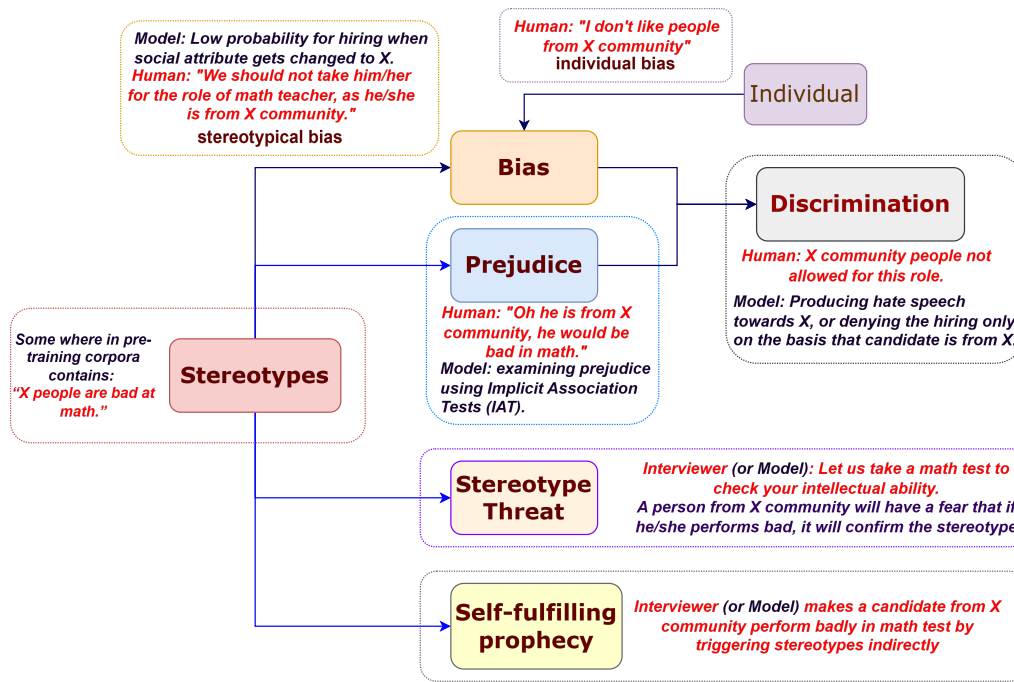 Model: Low probability for hiring when
social attribute gets changed to X.
Human: "We should not take him/her
for the role of math teacher, as he/she
is from X community."
stereotypical bias
Human: "I don't like people
from X community"
individual bias
Individual
Bias
Discrimination
Human: X community people not
allowed for this role.
Model: Producing hate speech
towards X, or denying the hiring only
on the basis that candidate is from X.
Prejudice
Human: "Oh he is from X
community, he would be
bad in math."
Model: examining prejudice
using Implicit Association
Tests (IAT).
Some where in pre-
training corpora
contains:
“X people are bad at
math.”
Stereotypes
Stereotype
Threat
Interviewer (or Model): Let us take a math test to
check your intellectual ability.
A person from X community will have a fear that if
he/she performs bad, it will confirm the stereotype
Self-fulfilling
prophecy
Interviewer (or Model) makes a candidate from X
community perform badly in math test by
triggering stereotypes indirectly